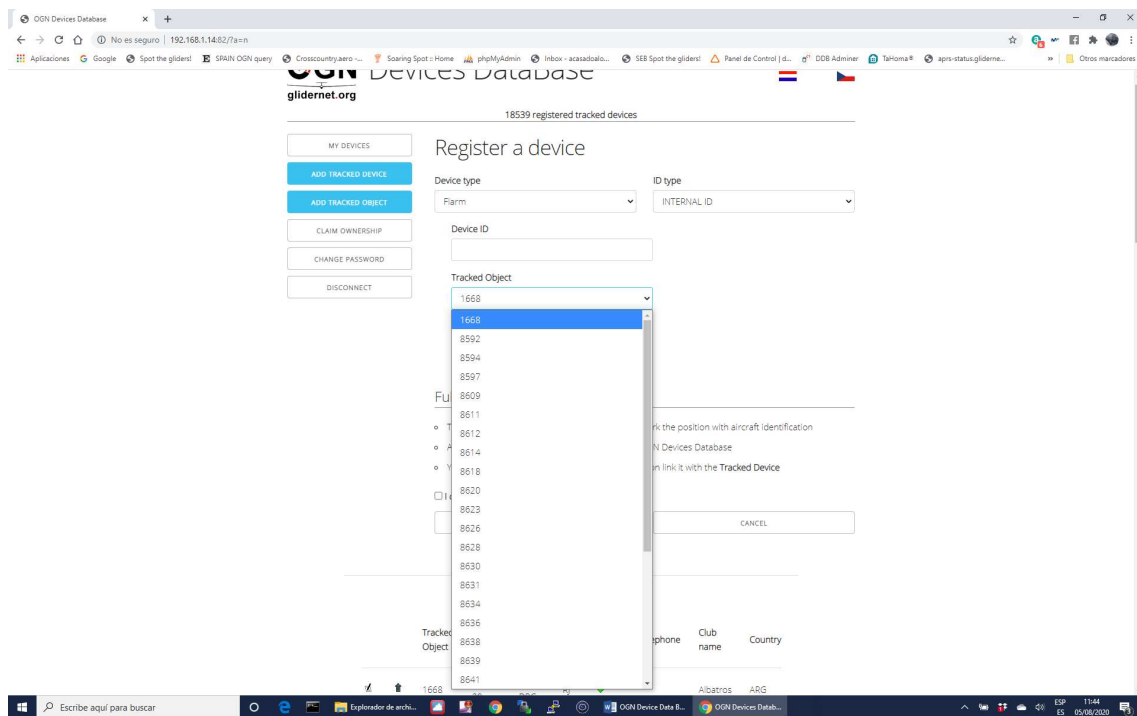 OGN Devices Database
No es seguro | 192.168.1.14:82/?a=n
Aplicaciones Google Spot the gliders! SPAIN OGN query Crosscountry.aero -... Soaring Spot :: Home phpMyAdmin Inbox - acasadoalo... SEB Spot the gliders! Panel de Control | d... DDB Adminer TaHoma® aprs-status.gliderne... » Otros marcadores
OGN Devices DataBase
glidernet.org
18539 registered tracked devices
MY DEVICES
ADD TRACKED DEVICE
ADD TRACKED OBJECT
CLAIM OWNERSHIP
CHANGE PASSWORD
DISCONNECT
Register a device
Device type ID type
Flarm INTERNAL ID
Device ID
Tracked Object
1668
1668
8592
8594
8597
8609
8611
8612
8614
8618
8620
8623
8626
8628
8630
8631
8634
8636
8638
8639
8641
Fu
rk the position with aircraft identification
N Devices Database
n link it with the Tracked Device
CANCEL
Tracked Object ephone Club name Country
1668 Albatros ARG
Escribe aquí para buscar
Explorador de archi... OGN Device Data B... OGN Devices Datab...
ESP ES
11:44
05/08/2020